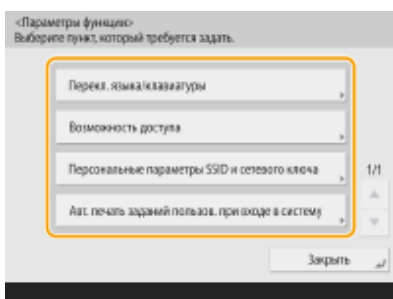 <Параметры функции>
Выберите пункт, который требуется задать.
Перекл. языка/клавиатуры
Возможность доступа
Персональные параметры SSID и сетевого ключа
1/1
Авт. печать заданий пользов. при входе в систему
Закрыть